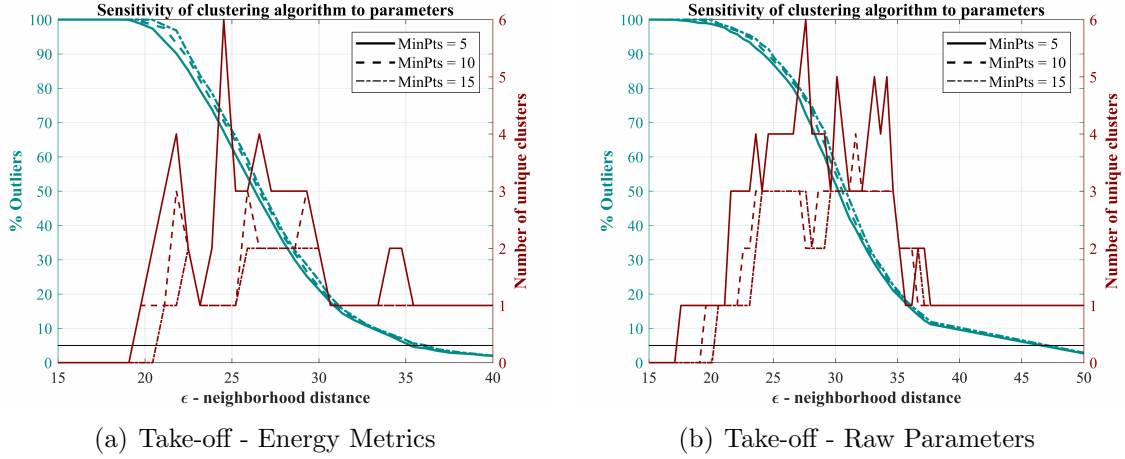 Sensitivity of clustering algorithm to parameters
100
90
80
70
60
50
40
30
20
10
0
% Outliers
6
5
4
3
2
1
0
Number of unique clusters
MinPts = 5
MinPts = 10
MinPts = 15
15 20 25 30 35 40
ϵ - neighborhood distance
(a) Take-off - Energy Metrics
Sensitivity of clustering algorithm to parameters
100
90
80
70
60
50
40
30
20
10
0
% Outliers
6
5
4
3
2
1
0
Number of unique clusters
MinPts = 5
MinPts = 10
MinPts = 15
15 20 25 30 35 40 45 50
ϵ - neighborhood distance
(b) Take-off - Raw Parameters